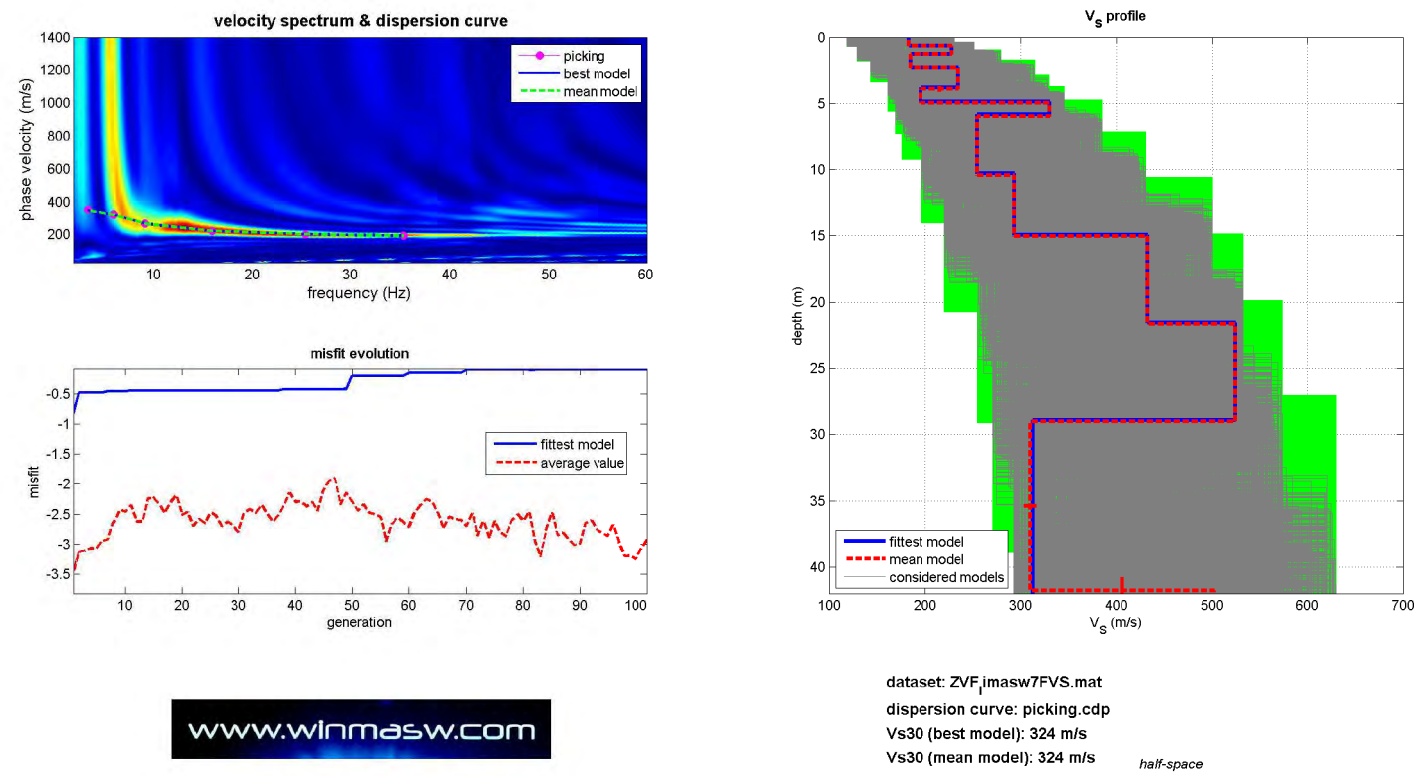 velocity spectrum & dispersion curve
1400
1200
1000
800
600
400
200
phase velocity (m/s)
picking
best model
mean model
10
20
30
40
50
60
frequency (Hz)
misfit evolution
-0.5
-1
-1.5
-2
-2.5
-3
-3.5
misfit
fittest model
average value
10
20
30
40
50
60
70
80
90
100
generation
www.winmasw.com
VS profile
0
5
10
15
20
25
30
35
40
depth (m)
fittest model
mean model
considered models
100
200
300
400
500
600
700
VS (m/s)
dataset: ZVFlimasw7FVS.mat
dispersion curve: picking.cdp
Vs30 (best model): 324 m/s
Vs30 (mean model): 324 m/s
half-space